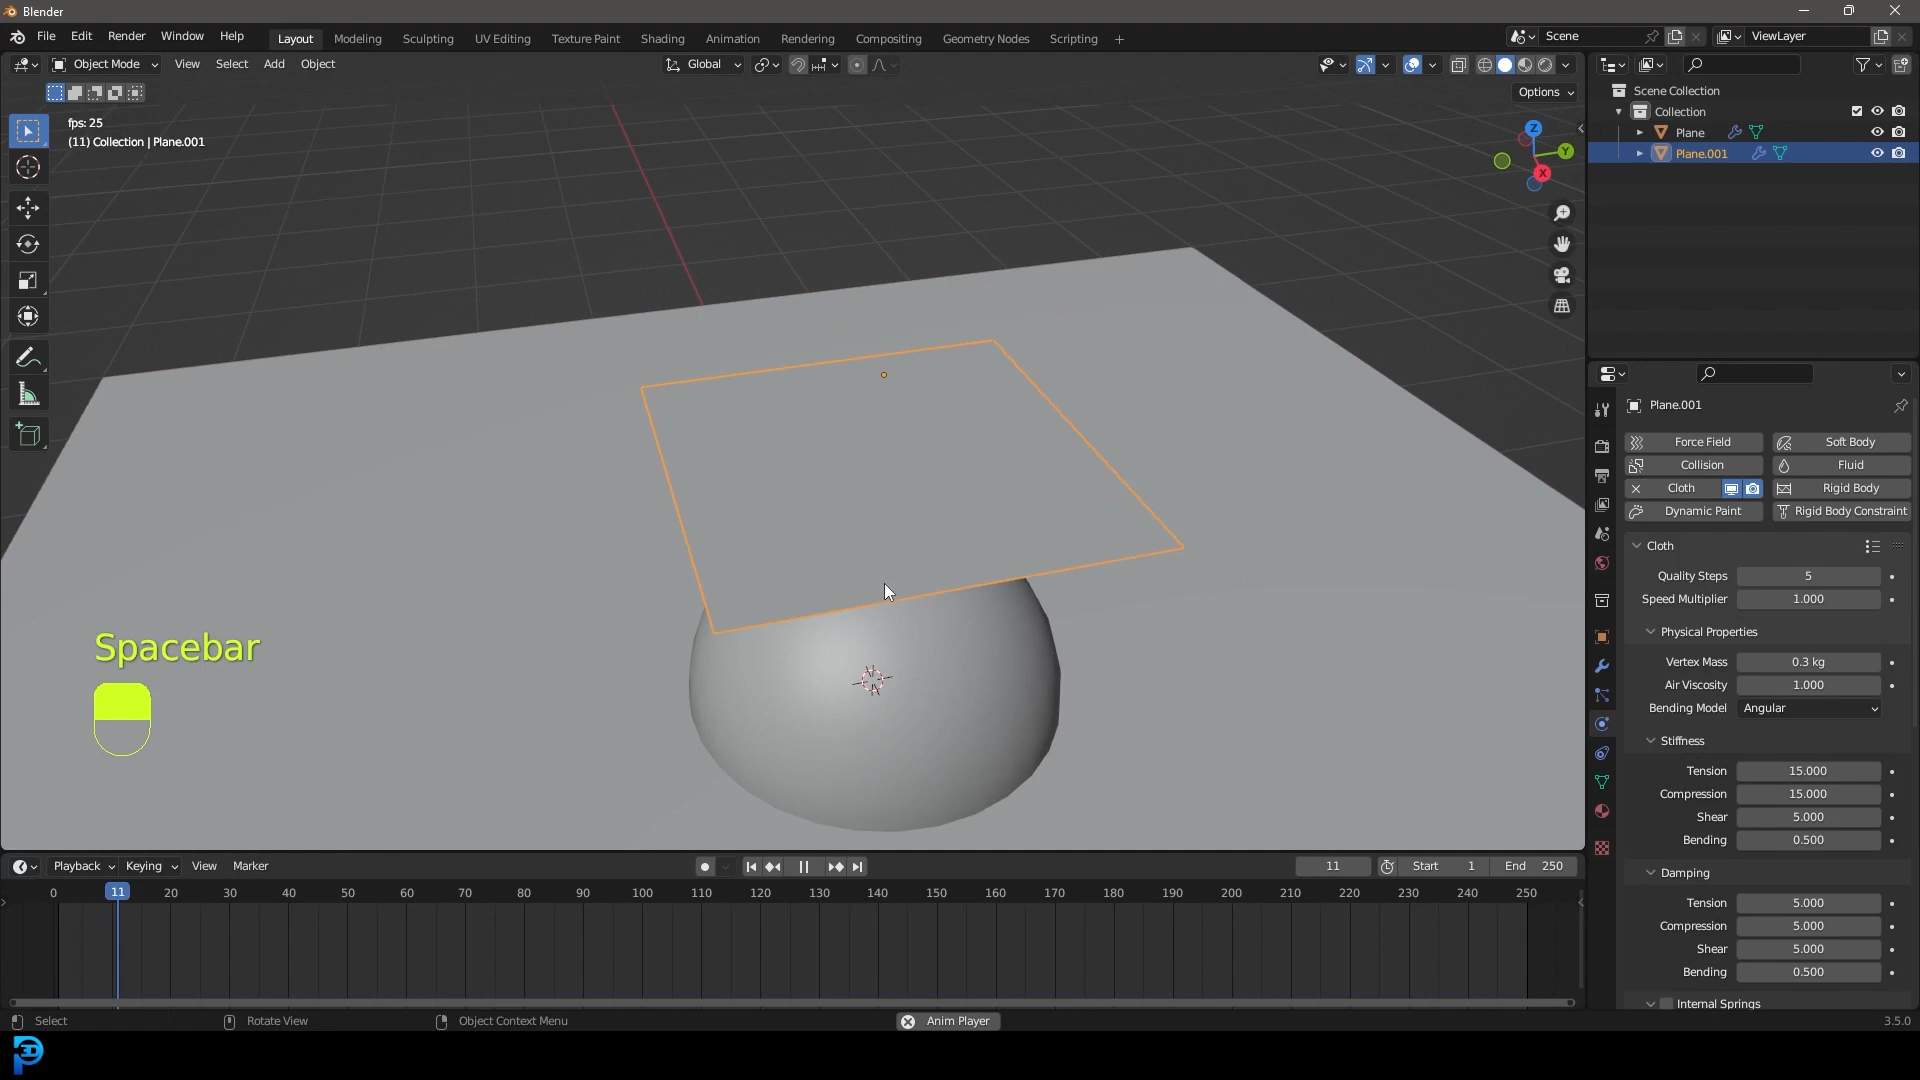 Blender
File Edit Render Window Help Layout Modeling Sculpting UV Editing Texture Paint Shading Animation Rendering Compositing Geometry Nodes Scripting + Scene ViewLayer
Object Mode View Select Add Object Global
Options
fps: 25
(11) Collection | Plane.001
Z
Y
X
Scene Collection
Collection
Plane
Plane.001
Plane.001
Force Field Soft Body
Collision Fluid
Cloth Rigid Body
Dynamic Paint Rigid Body Constraint
Cloth
Quality Steps 5
Speed Multiplier 1.000
Physical Properties
Vertex Mass 0.3 kg
Air Viscosity 1.000
Bending Model Angular
Stiffness
Tension 15.000
Compression 15.000
Shear 5.000
Bending 0.500
Damping
Tension 5.000
Compression 5.000
Shear 5.000
Bending 0.500
Internal Springs
Spacebar
Playback Keying View Marker 11 Start 1 End 250
0 11 20 30 40 50 60 70 80 90 100 110 120 130 140 150 160 170 180 190 200 210 220 230 240 250
Select Rotate View Object Context Menu Anim Player 3.5.0
3D